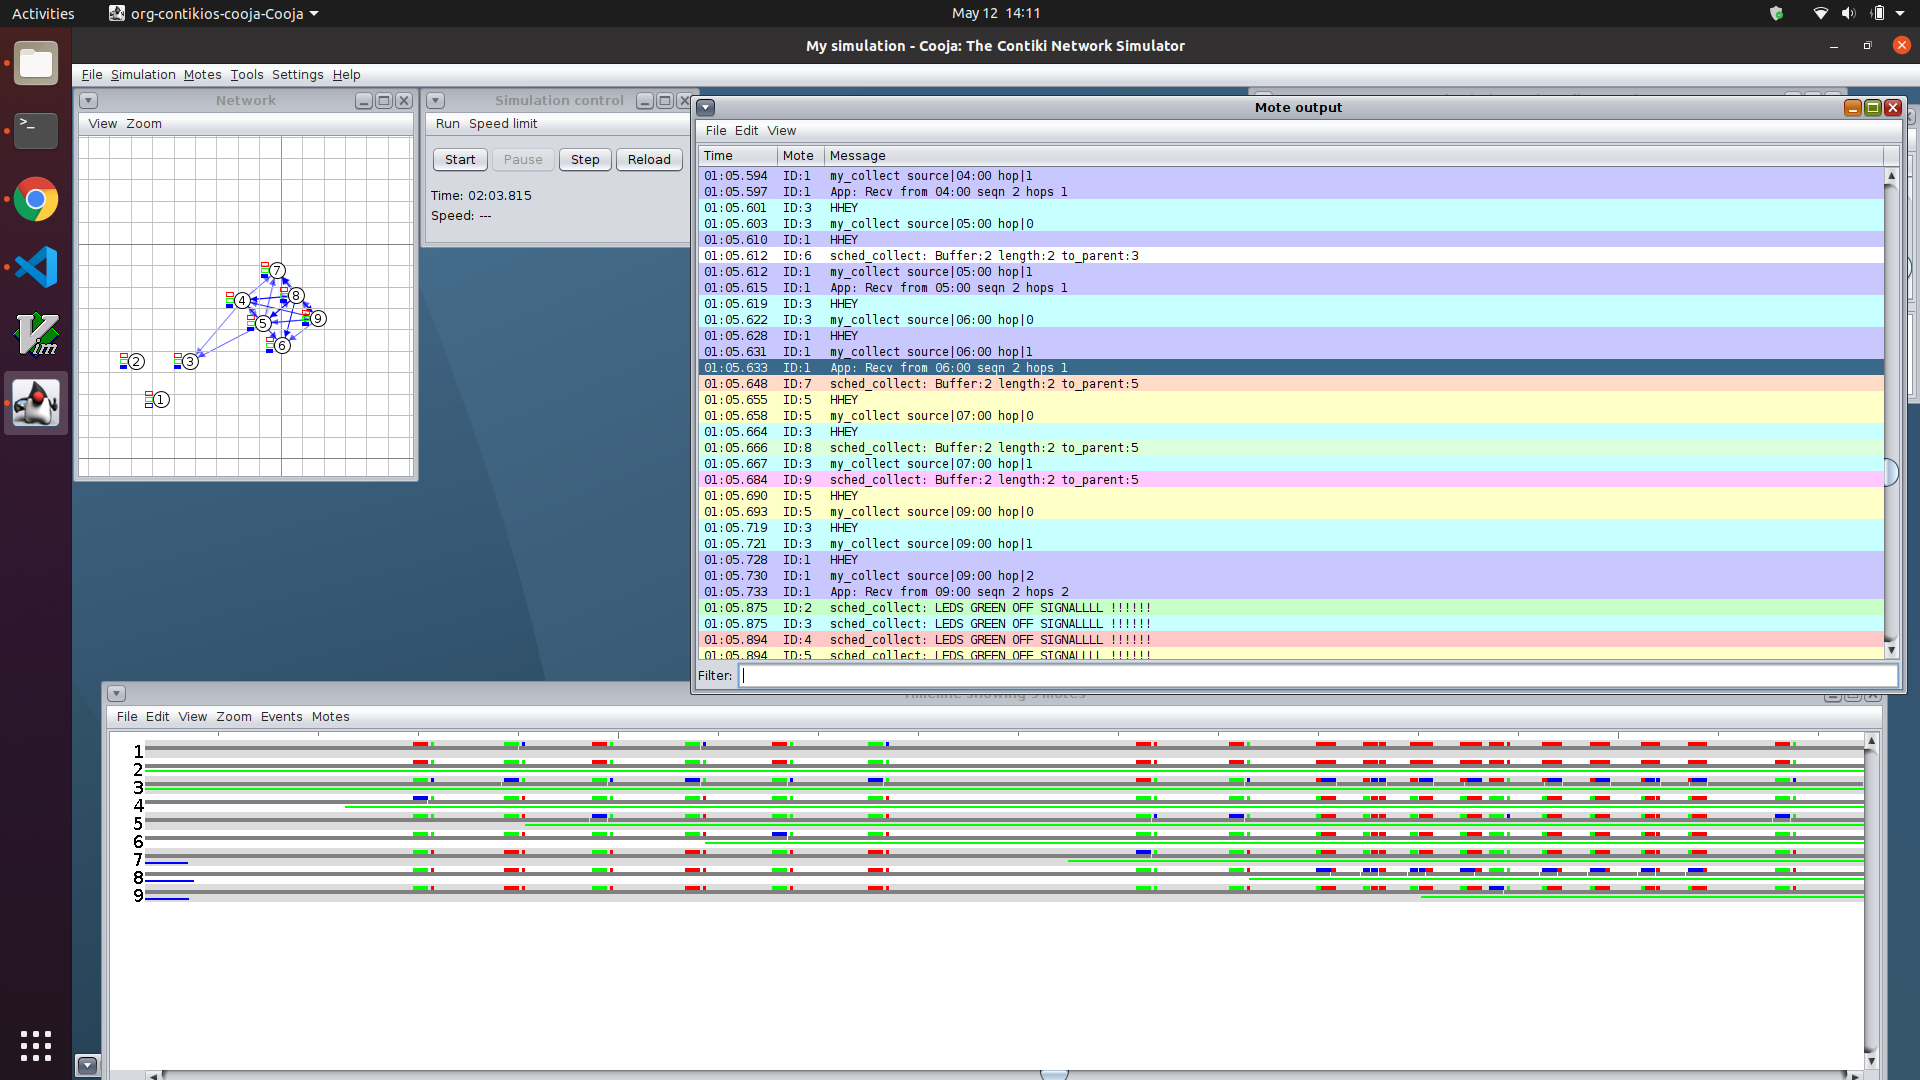 Activities
org-contikios-cooja-Cooja
May 12 14:11
My simulation - Cooja: The Contiki Network Simulator
File Simulation Motes Tools Settings Help
Network
View Zoom
7
4
8
5
9
6
2
3
1
Simulation control
Run Speed limit
Start Pause Step Reload
Time: 02:03.815
Speed: ---
Mote output
File Edit View
Time Mote Message
01:05.594 ID:1 my_collect source|04:00 hop|1
01:05.597 ID:1 App: Recv from 04:00 seqn 2 hops 1
01:05.601 ID:3 HHEY
01:05.603 ID:3 my_collect source|05:00 hop|0
01:05.610 ID:1 HHEY
01:05.612 ID:6 sched_collect: Buffer:2 length:2 to_parent:3
01:05.612 ID:1 my_collect source|05:00 hop|1
01:05.615 ID:1 App: Recv from 05:00 seqn 2 hops 1
01:05.619 ID:3 HHEY
01:05.622 ID:3 my_collect source|06:00 hop|0
01:05.628 ID:1 HHEY
01:05.631 ID:1 my_collect source|06:00 hop|1
01:05.633 ID:1 App: Recv from 06:00 seqn 2 hops 1
01:05.648 ID:7 sched_collect: Buffer:2 length:2 to_parent:5
01:05.655 ID:5 HHEY
01:05.658 ID:5 my_collect source|07:00 hop|0
01:05.664 ID:3 HHEY
01:05.666 ID:8 sched_collect: Buffer:2 length:2 to_parent:5
01:05.667 ID:3 my_collect source|07:00 hop|1
01:05.684 ID:9 sched_collect: Buffer:2 length:2 to_parent:5
01:05.690 ID:5 HHEY
01:05.693 ID:5 my_collect source|09:00 hop|0
01:05.719 ID:3 HHEY
01:05.721 ID:3 my_collect source|09:00 hop|1
01:05.728 ID:1 HHEY
01:05.730 ID:1 my_collect source|09:00 hop|2
01:05.733 ID:1 App: Recv from 09:00 seqn 2 hops 2
01:05.875 ID:2 sched_collect: LEDS GREEN OFF SIGNALLLL !!!!!!
01:05.875 ID:3 sched_collect: LEDS GREEN OFF SIGNALLLL !!!!!!
01:05.894 ID:4 sched_collect: LEDS GREEN OFF SIGNALLLL !!!!!!
01:05.894 ID:5 sched_collect: LEDS GREEN OFF SIGNALLLL !!!!!!
Filter:
Timeline showing 9 motes
File Edit View Zoom Events Motes
1
2
3
4
5
6
7
8
9